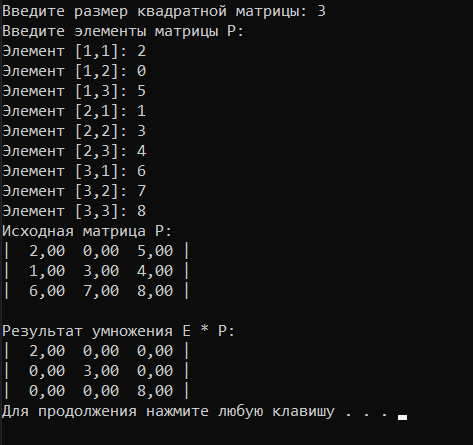 Введите размер квадратной матрицы: 3
Введите элементы матрицы P:
Элемент [1,1]: 2
Элемент [1,2]: 0
Элемент [1,3]: 5
Элемент [2,1]: 1
Элемент [2,2]: 3
Элемент [2,3]: 4
Элемент [3,1]: 6
Элемент [3,2]: 7
Элемент [3,3]: 8
Исходная матрица P:
|  2,00  0,00  5,00 |
|  1,00  3,00  4,00 |
|  6,00  7,00  8,00 |
Результат умножения E * P:
|  2,00  0,00  0,00 |
|  0,00  3,00  0,00 |
|  0,00  0,00  8,00 |
Для продолжения нажмите любую клавишу . . .